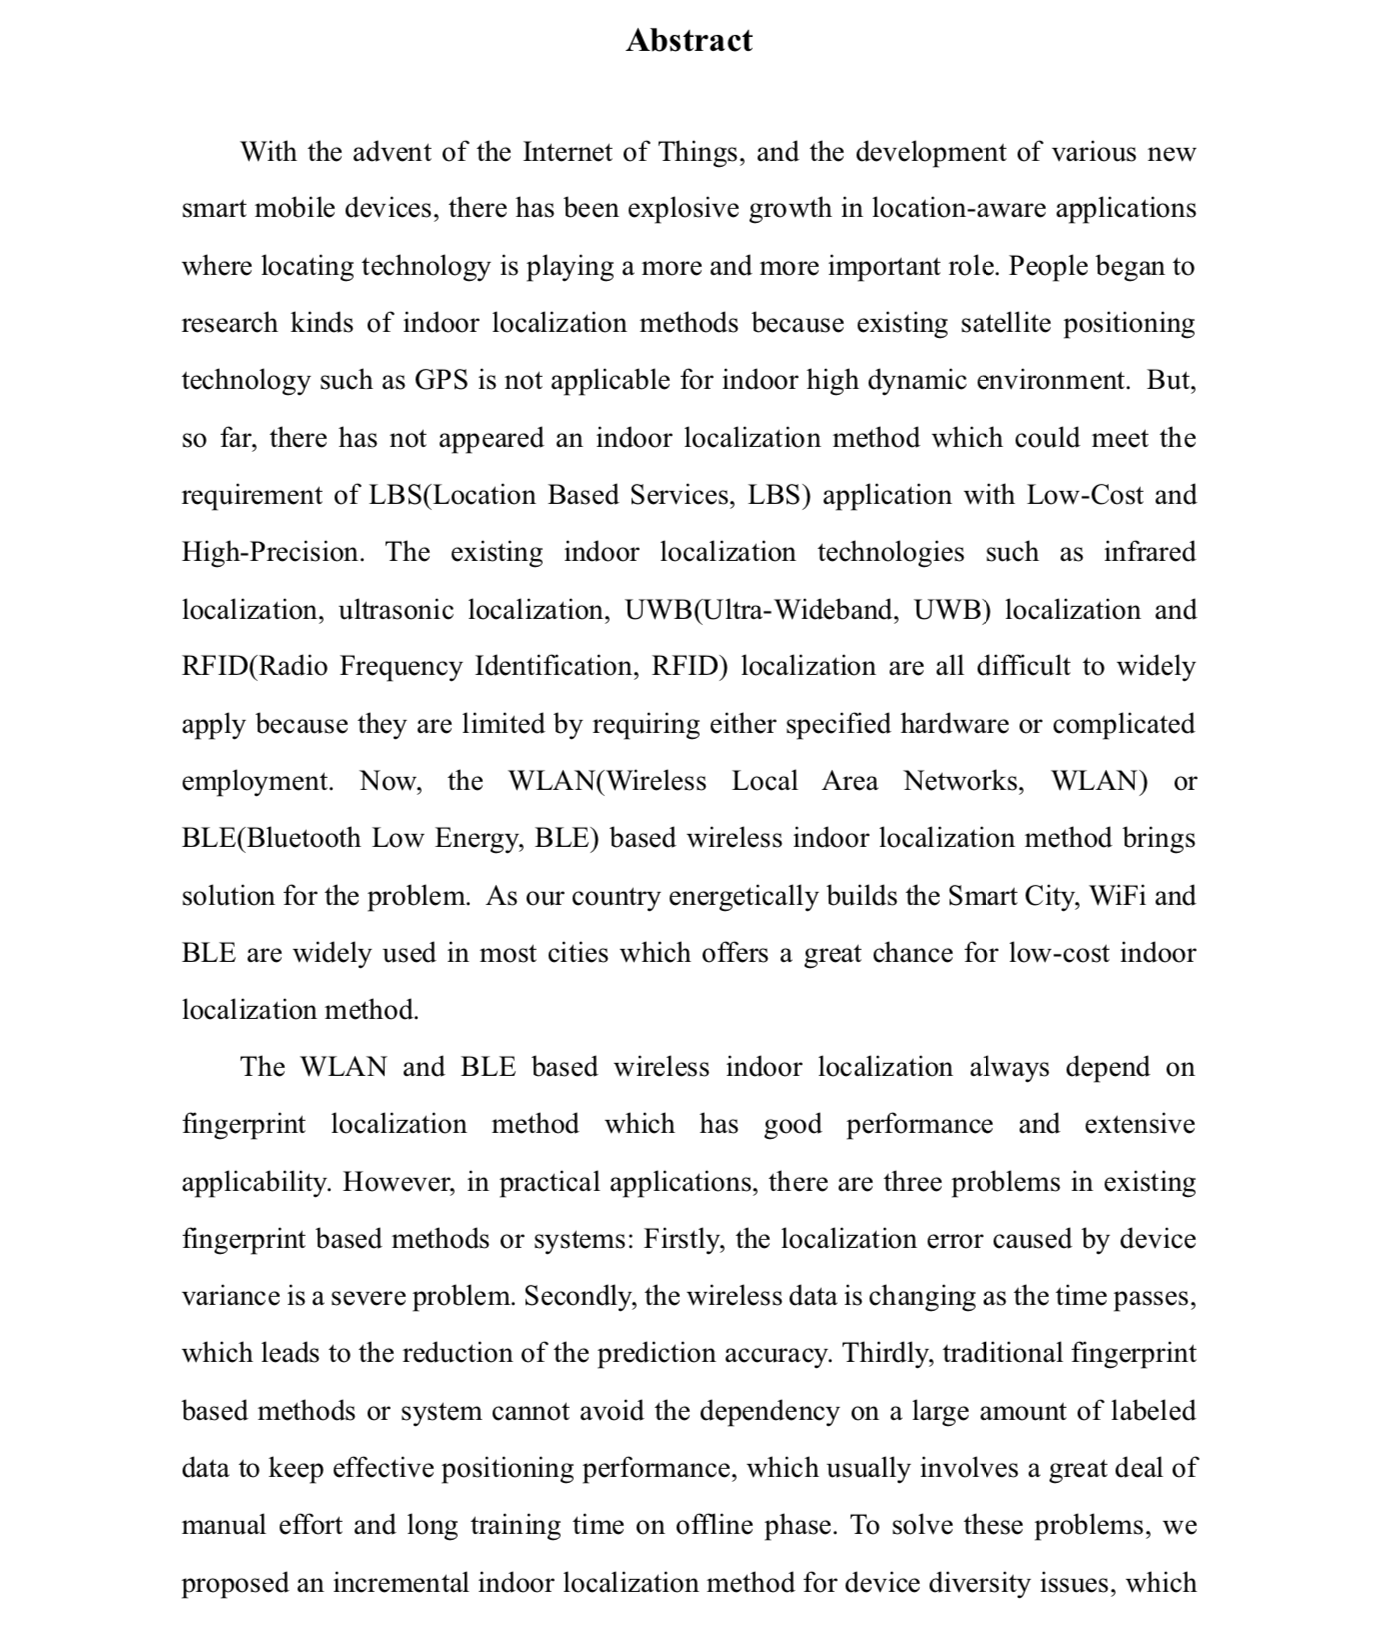 Abstract
With the advent of the Internet of Things, and the development of various new
smart mobile devices, there has been explosive growth in location-aware applications
where locating technology is playing a more and more important role. People began to
research kinds of indoor localization methods because existing satellite positioning
technology such as GPS is not applicable for indoor high dynamic environment. But,
so far, there has not appeared an indoor localization method which could meet the
requirement of LBS(Location Based Services, LBS) application with Low-Cost and
High-Precision. The existing indoor localization technologies such as infrared
localization, ultrasonic localization, UWB(Ultra-Wideband, UWB) localization and
RFID(Radio Frequency Identification, RFID) localization are all difficult to widely
apply because they are limited by requiring either specified hardware or complicated
employment. Now, the WLAN(Wireless Local Area Networks, WLAN) or
BLE(Bluetooth Low Energy, BLE) based wireless indoor localization method brings
solution for the problem. As our country energetically builds the Smart City, WiFi and
BLE are widely used in most cities which offers a great chance for low-cost indoor
localization method.
The WLAN and BLE based wireless indoor localization always depend on
fingerprint localization method which has good performance and extensive
applicability. However, in practical applications, there are three problems in existing
fingerprint based methods or systems: Firstly, the localization error caused by device
variance is a severe problem. Secondly, the wireless data is changing as the time passes,
which leads to the reduction of the prediction accuracy. Thirdly, traditional fingerprint
based methods or system cannot avoid the dependency on a large amount of labeled
data to keep effective positioning performance, which usually involves a great deal of
manual effort and long training time on offline phase. To solve these problems, we
proposed an incremental indoor localization method for device diversity issues, which